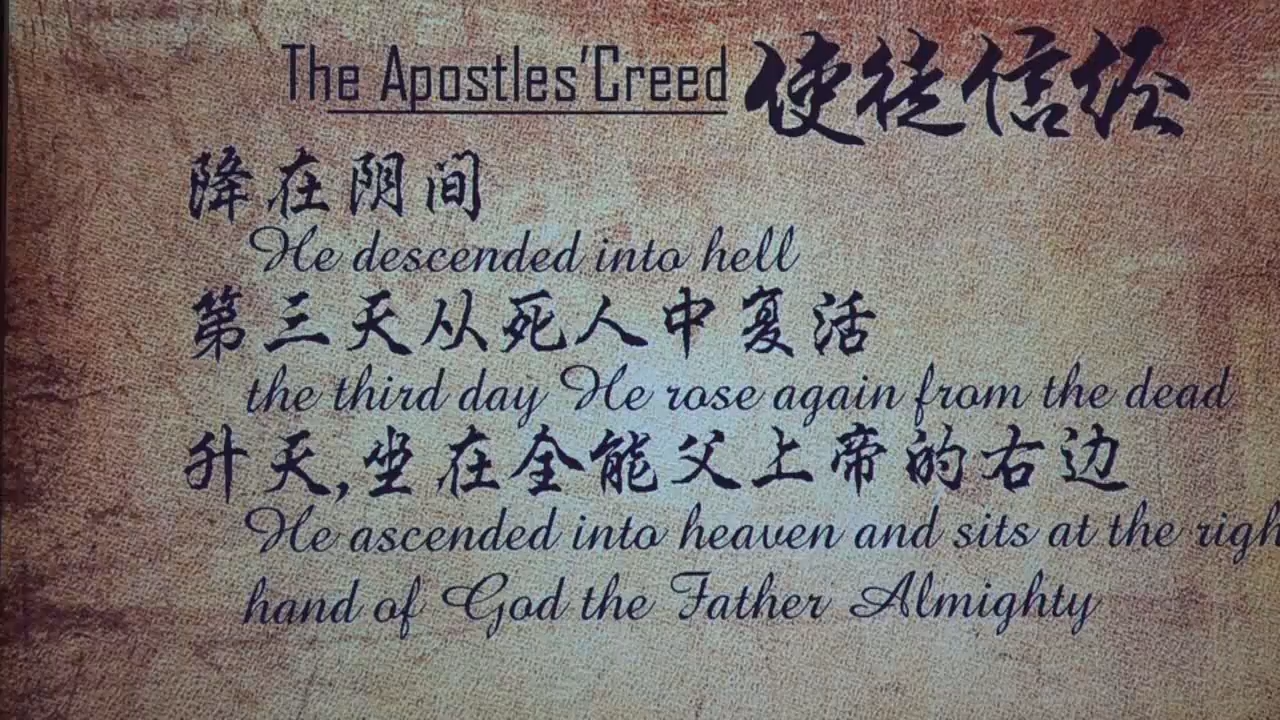 The Apostles'Creed 使徒信经
降在阴间
He descended into hell
第三天从死人中复活
the third day He rose again from the dead
升天,坐在全能父上帝的右边
He ascended into heaven and sits at the righ
hand of God the Father Almighty